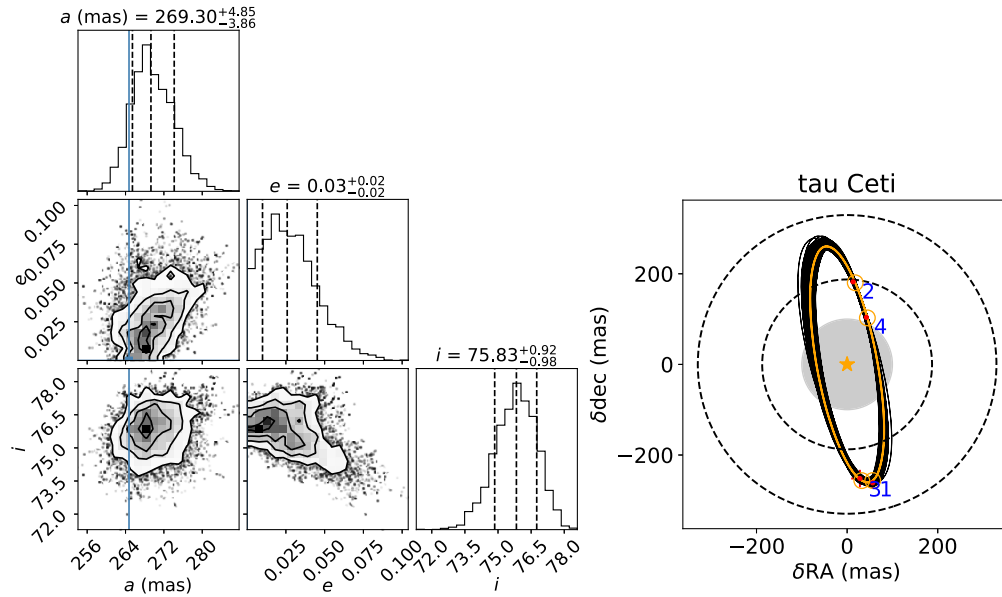 a (mas) = 269.30+4.85−3.86
e = 0.03+0.02−0.02
i = 75.83+0.92−0.98
tau Ceti
e
0.100
0.075
0.050
0.025
i
78.0
76.5
75.0
73.5
72.0
256 264 272 280
a (mas)
0.025 0.050 0.075 0.100
e
72.0 73.5 75.0 76.5 78.0
i
δdec (mas)
200
0
−200
2
4
31
−200 0 200
δRA (mas)